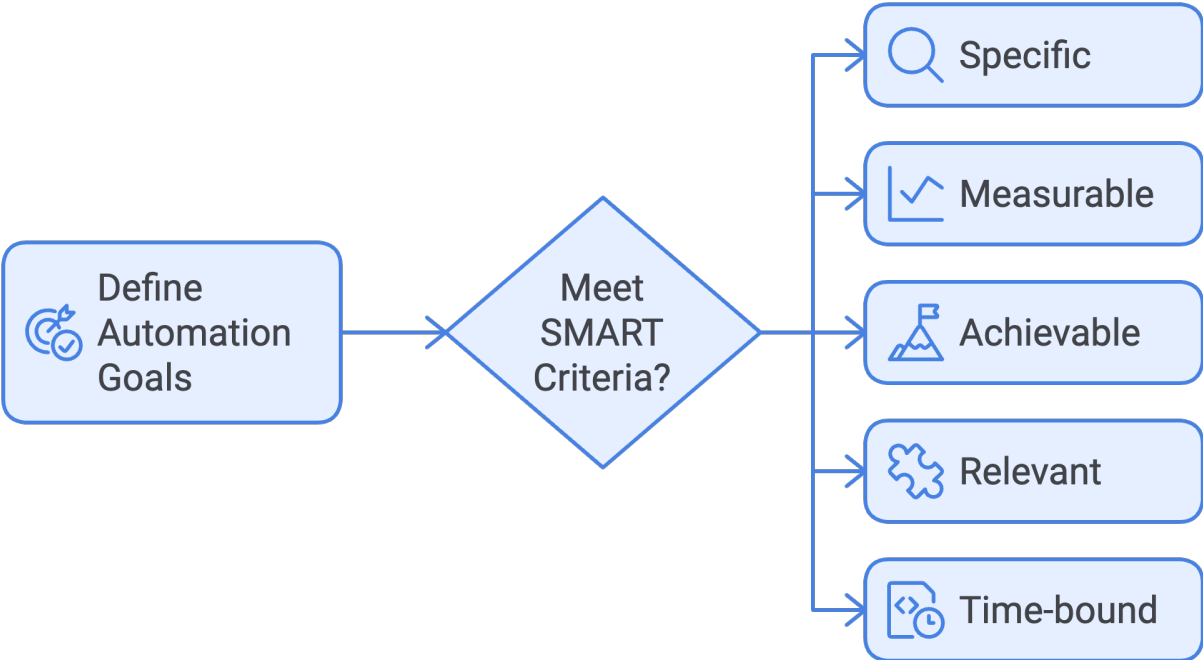 Define
Automation
Goals
Meet
SMART
Criteria?
Specific
Measurable
Achievable
Relevant
Time-bound